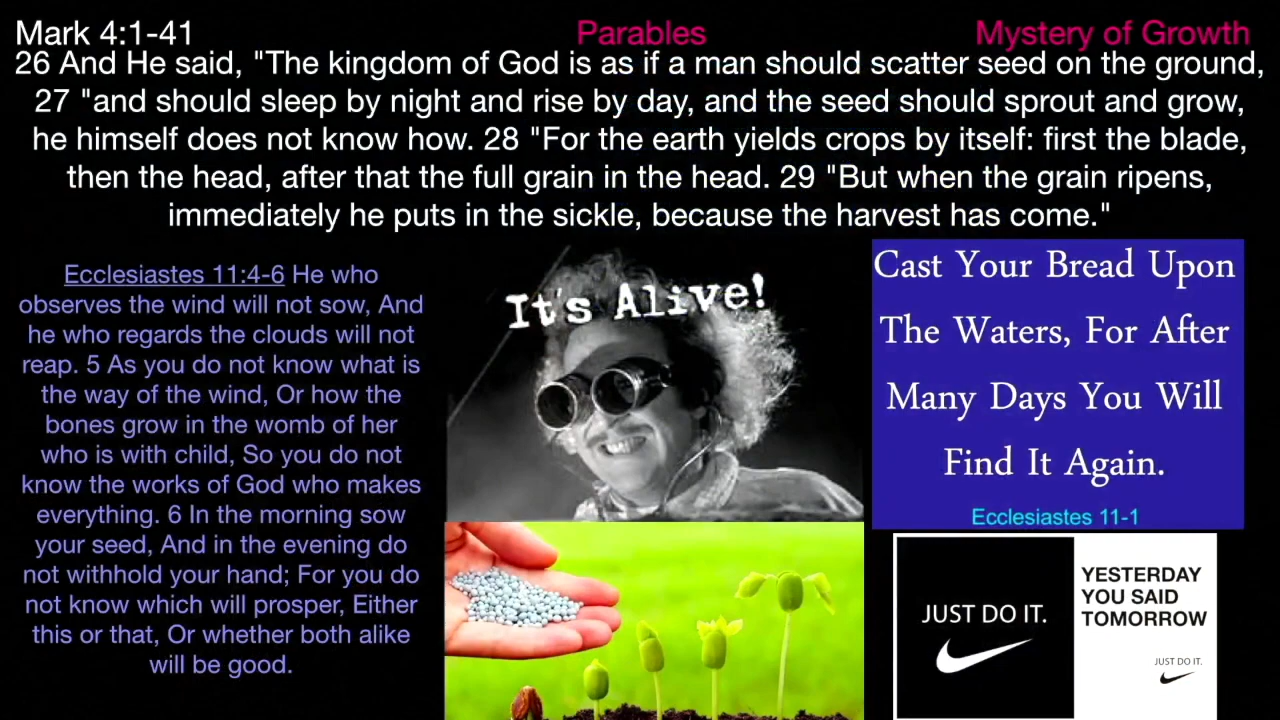 Mark 4:1-41
Parables
Mystery of Growth
26 And He said, "The kingdom of God is as if a man should scatter seed on the ground,
27 "and should sleep by night and rise by day, and the seed should sprout and grow,
he himself does not know how. 28 "For the earth yields crops by itself: first the blade,
then the head, after that the full grain in the head. 29 "But when the grain ripens,
immediately he puts in the sickle, because the harvest has come."
Ecclesiastes 11:4-6 He who
observes the wind will not sow, And
he who regards the clouds will not
reap. 5 As you do not know what is
the way of the wind, Or how the
bones grow in the womb of her
who is with child, So you do not
know the works of God who makes
everything. 6 In the morning sow
your seed, And in the evening do
not withhold your hand; For you do
not know which will prosper, Either
this or that, Or whether both alike
will be good.
It's Alive!
Cast Your Bread Upon
The Waters, For After
Many Days You Will
Find It Again.
Ecclesiastes 11-1
JUST DO IT.
YESTERDAY
YOU SAID
TOMORROW
JUST DO IT.